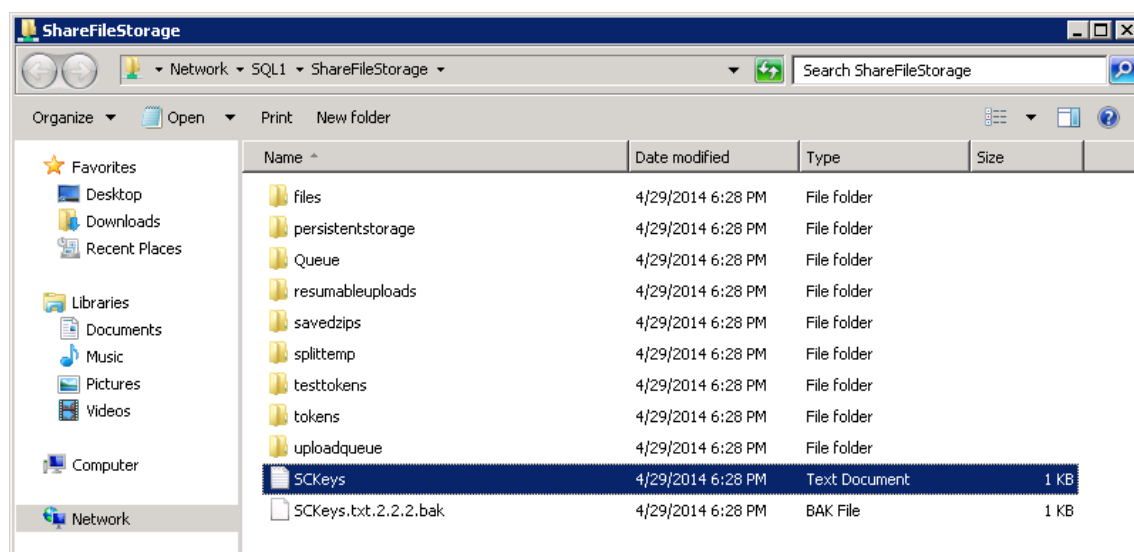 ShareFileStorage
Network SQL1 ShareFileStorage Search ShareFileStorage
Organize Open Print New folder
Name Date modified Type Size
Favorites
Desktop
Downloads
Recent Places
Libraries
Documents
Music
Pictures
Videos
Computer
Network
files 4/29/2014 6:28 PM File folder
persistentstorage 4/29/2014 6:28 PM File folder
Queue 4/29/2014 6:28 PM File folder
resumableuploads 4/29/2014 6:28 PM File folder
savedzips 4/29/2014 6:28 PM File folder
splittemp 4/29/2014 6:28 PM File folder
testtokens 4/29/2014 6:28 PM File folder
tokens 4/29/2014 6:28 PM File folder
uploadqueue 4/29/2014 6:28 PM File folder
SCKeys 4/29/2014 6:28 PM Text Document 1 KB
SCKeys.txt.2.2.2.bak 4/29/2014 6:28 PM BAK File 1 KB